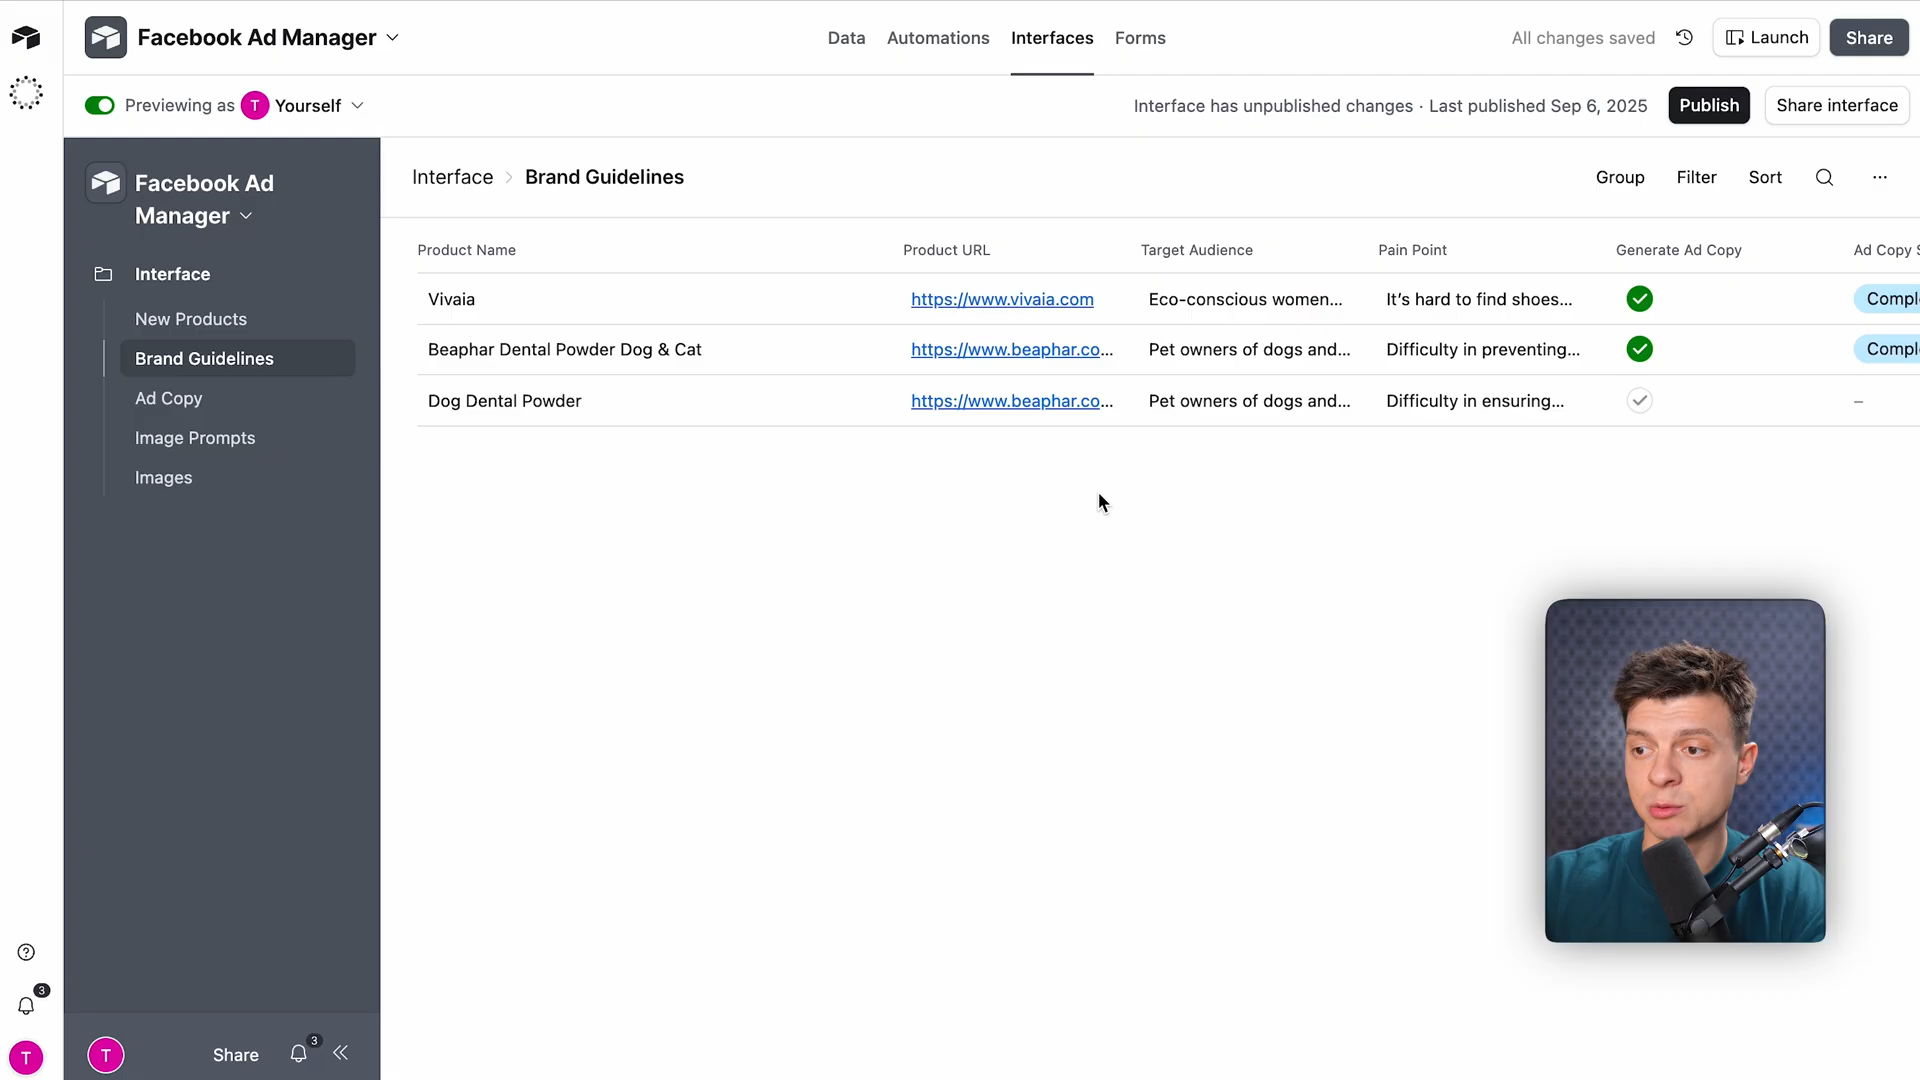 Facebook Ad Manager
Data
Automations
Interfaces
Forms
All changes saved
Launch
Share
Previewing as
T
Yourself
Interface has unpublished changes · Last published Sep 6, 2025
Publish
Share interface
Facebook Ad
Manager
Interface
New Products
Brand Guidelines
Ad Copy
Image Prompts
Images
Interface > Brand Guidelines
Group
Filter
Sort
Product Name
Product URL
Target Audience
Pain Point
Generate Ad Copy
Ad Copy S
Vivaia
https://www.vivaia.com
Eco-conscious women...
It's hard to find shoes...
Compl
Beaphar Dental Powder Dog & Cat
https://www.beaphar.co...
Pet owners of dogs and...
Difficulty in preventing...
Compl
Dog Dental Powder
https://www.beaphar.co...
Pet owners of dogs and...
Difficulty in ensuring...
–
3
T
T
Share
3